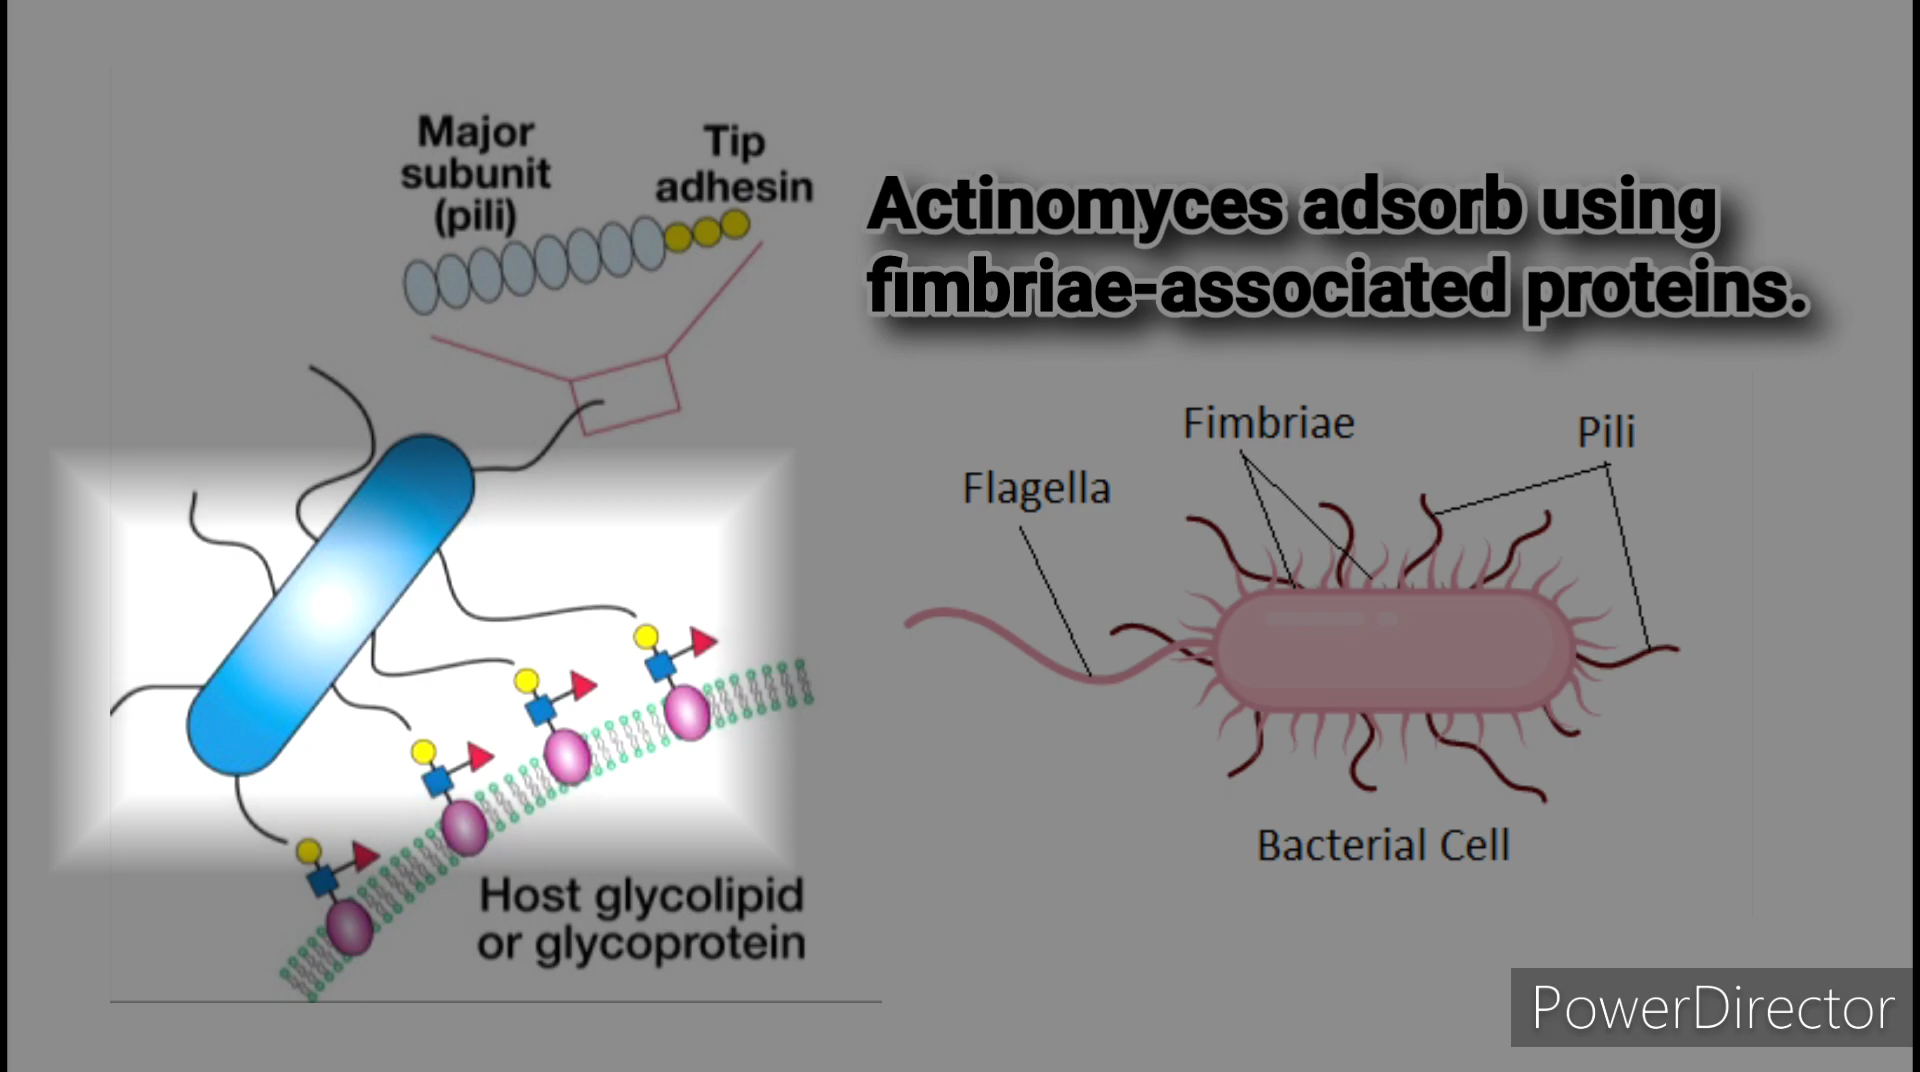 Major
subunit
(pili)
Tip
adhesin
Actinomyces adsorb using
fimbriae-associated proteins.
Fimbriae
Pili
Flagella
Bacterial Cell
Host glycolipid
or glycoprotein
PowerDirector